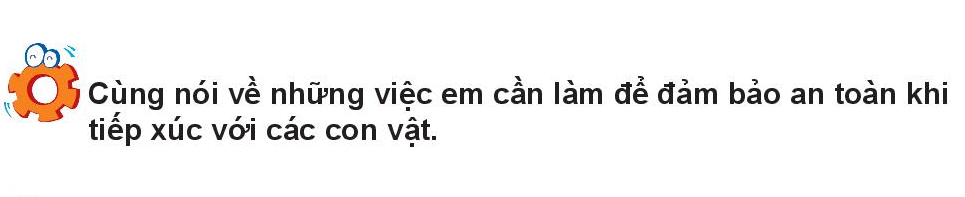 Cùng nói về những việc em cần làm để đảm bảo an toàn khi
tiếp xúc với các con vật.